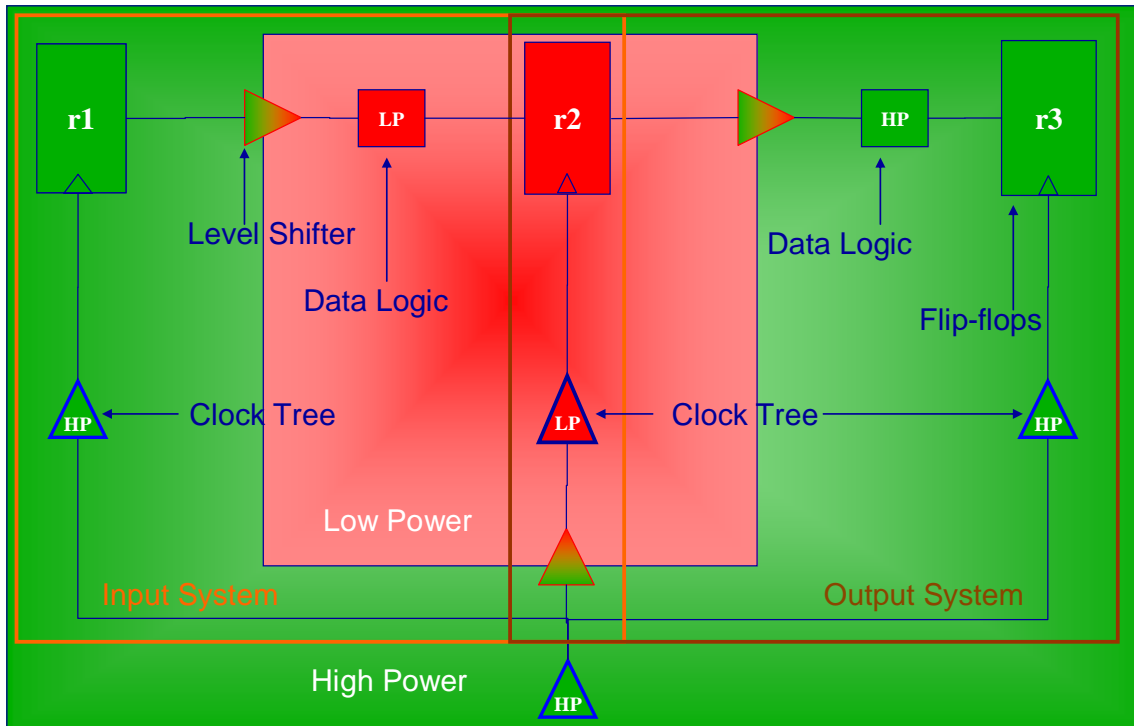 r1
LP
r2
HP
r3
Level Shifter
Data Logic
Data Logic
Flip-flops
HP
Clock Tree
LP
Clock Tree
HP
Low Power
Input System
Output System
High Power
HP